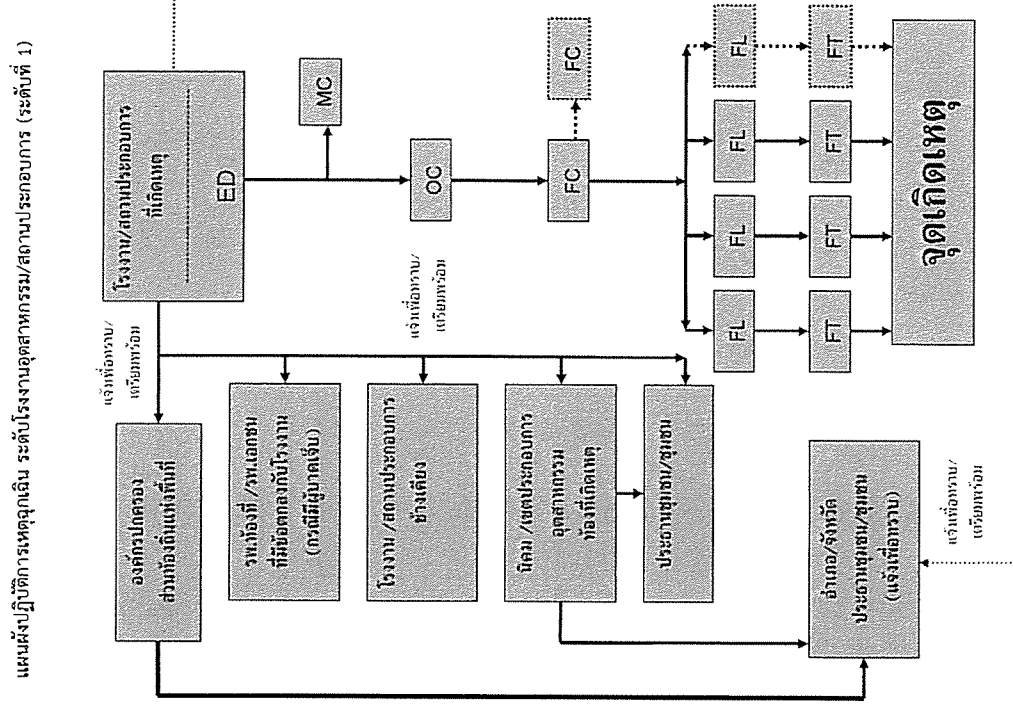 แผนผังปฏิบัติการเหตุฉุกเฉิน ระดับโรงงานอุตสาหกรรม/สถานประกอบการ (ระดับที่ 1)
โรงงาน/สถานประกอบการ
ที่เกิดเหตุ
ED
MC
OC
FC
FC
FL
FL
FL
FL
FT
FT
FT
FT
จุดเกิดเหตุ
แจ้งเพื่อทราบ/
เตรียมพร้อม
แจ้งเพื่อทราบ/
เตรียมพร้อม
องค์กรปกครอง
ส่วนท้องถิ่นแห่งพื้นที่
รพ.ท้องที่ /รพ.เอกชน
ที่มีข้อตกลงกับโรงงาน
(กรณีมีผู้บาดเจ็บ)
โรงงาน /สถานประกอบการ
ข้างเคียง
นิคม /เขตประกอบการ
อุตสาหกรรม
ท้องที่เกิดเหตุ
ประธานชุมชน/ชุมชน
อำเภอ/จังหวัด
ประธานชุมชน/ชุมชน
(แจ้งเพื่อทราบ)
แจ้งเพื่อทราบ/
เตรียมพร้อม